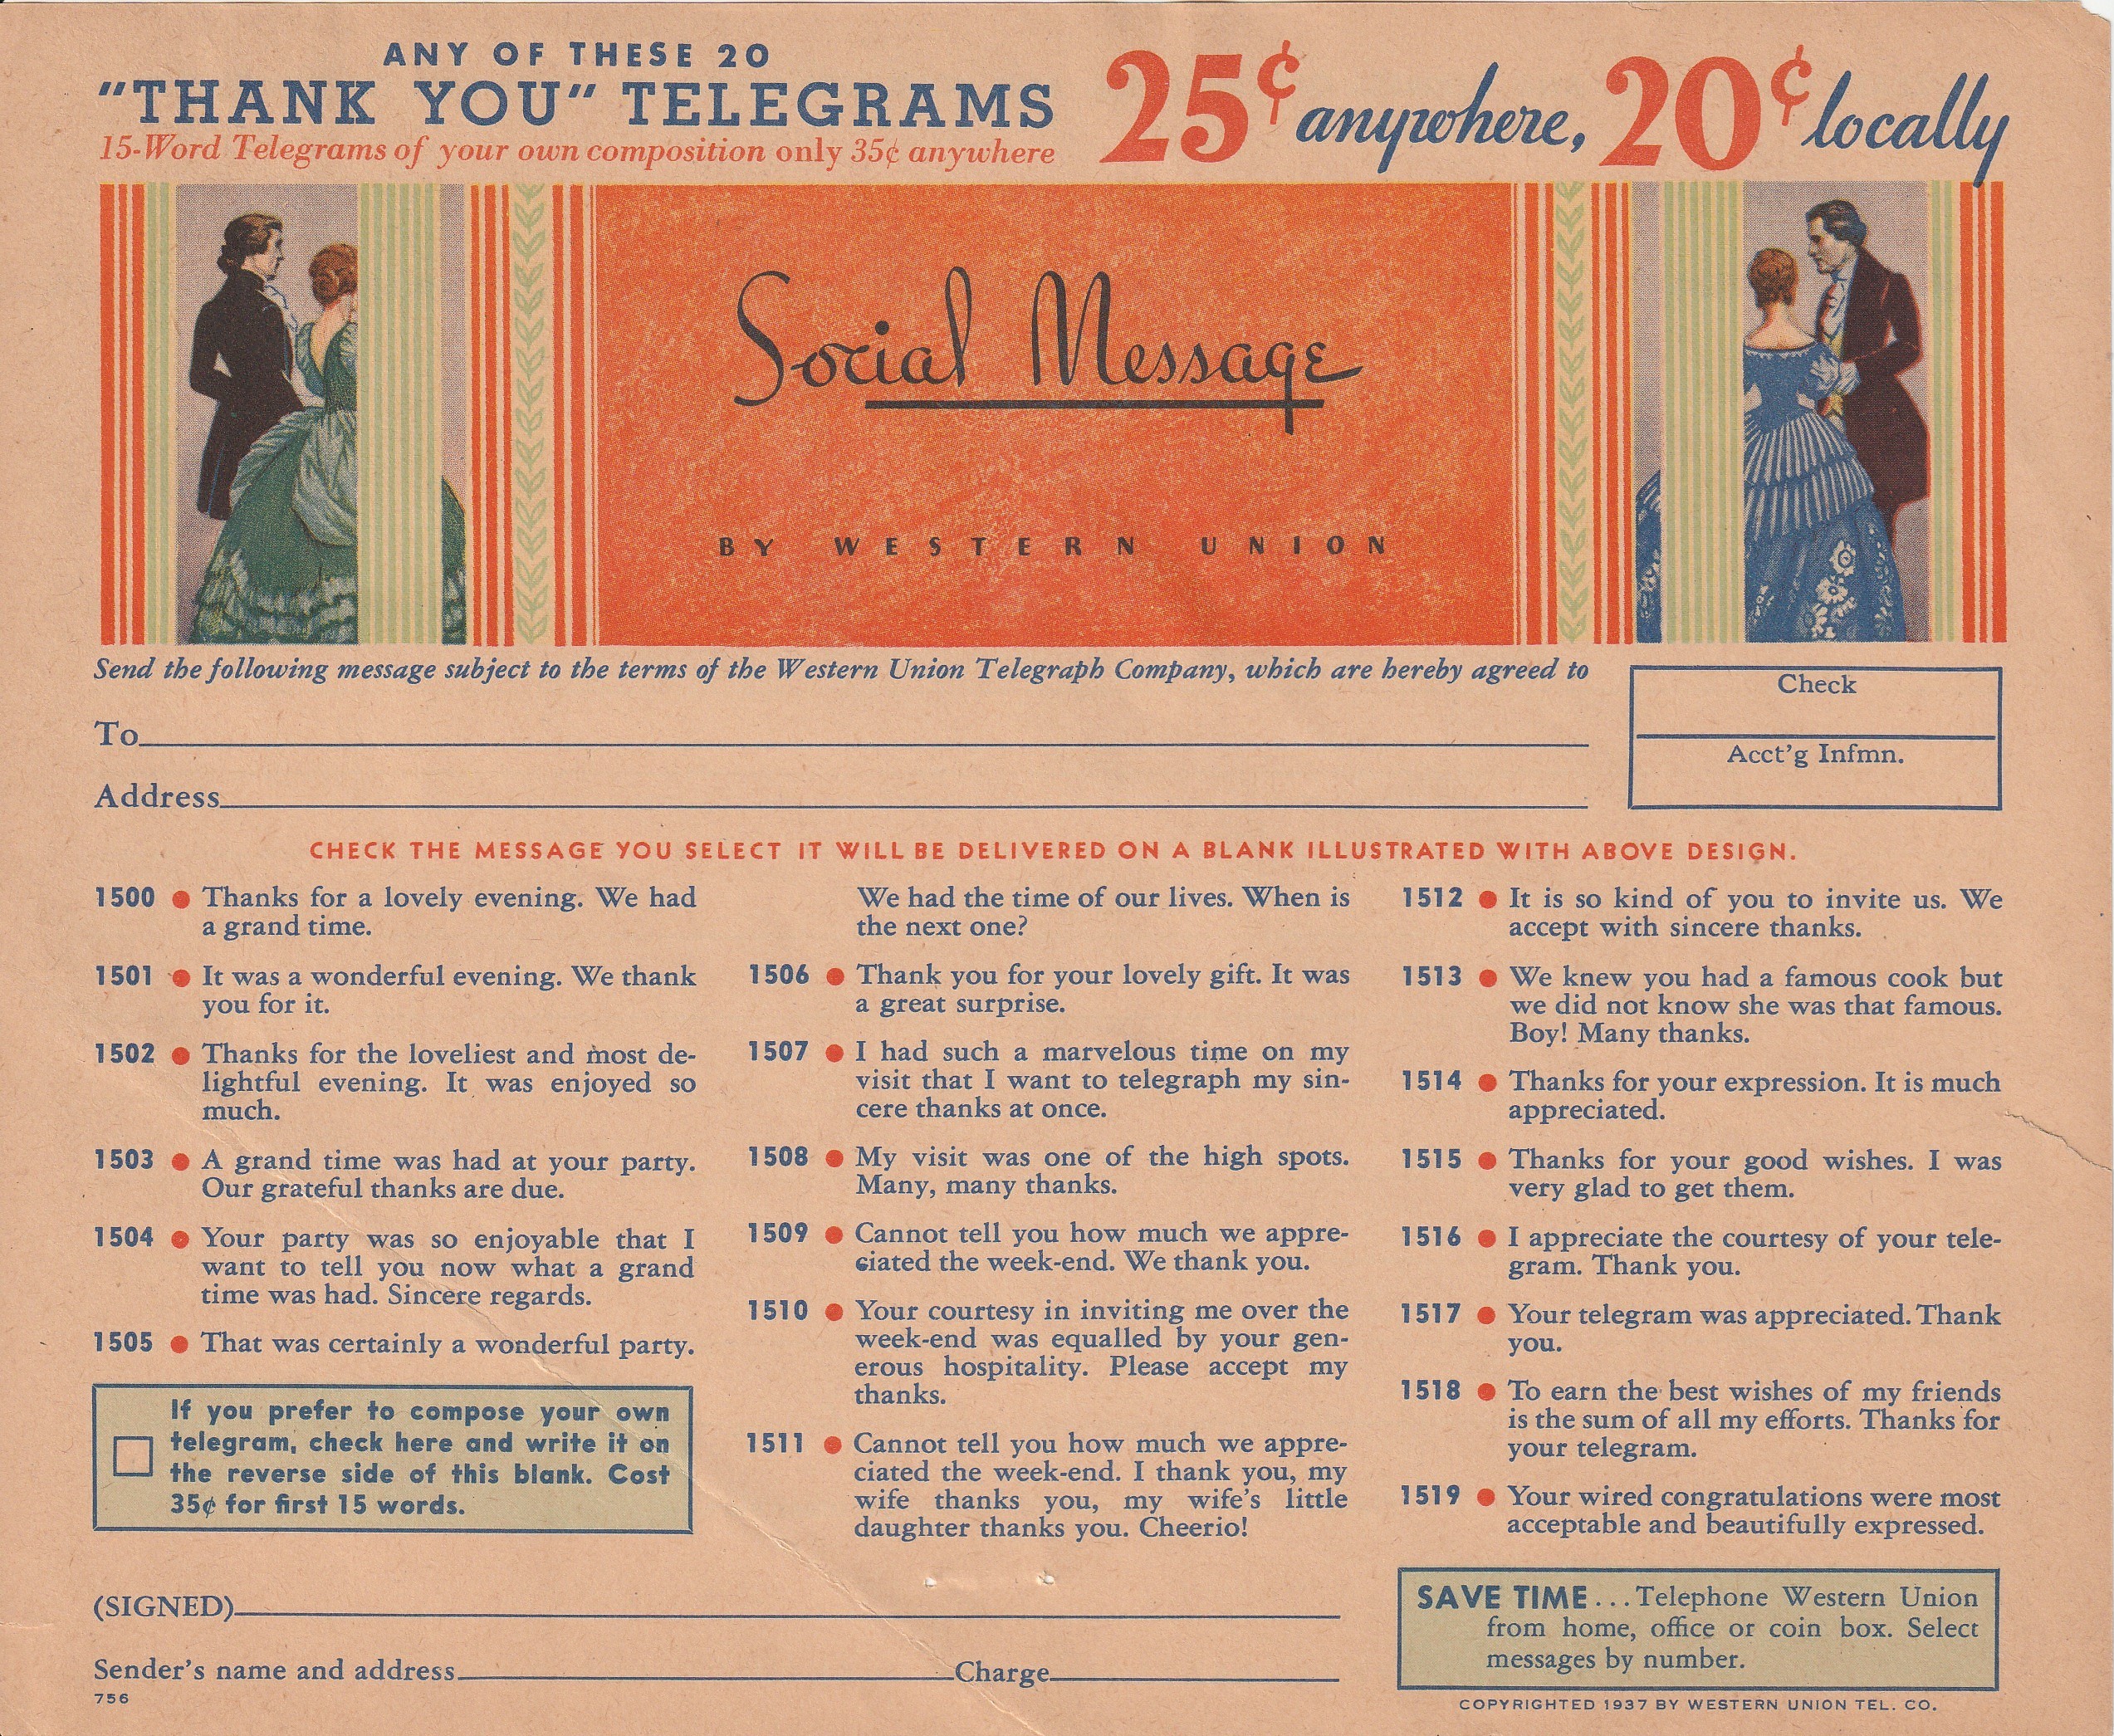 ANY OF THESE 20
"THANK YOU" TELEGRAMS
15-Word Telegrams of your own composition only 35¢ anywhere
25¢ anywhere, 20¢ locally
Social Message
BY WESTERN UNION
Send the following message subject to the terms of the Western Union Telegraph Company, which are hereby agreed to
To
Address
Check
Acct'g Infmn.
CHECK THE MESSAGE YOU SELECT IT WILL BE DELIVERED ON A BLANK ILLUSTRATED WITH ABOVE DESIGN.
1500 ● Thanks for a lovely evening. We had
a grand time.
1501 ● It was a wonderful evening. We thank
you for it.
1502 ● Thanks for the loveliest and most de-
lightful evening. It was enjoyed so
much.
1503 ● A grand time was had at your party.
Our grateful thanks are due.
1504 ● Your party was so enjoyable that I
want to tell you now what a grand
time was had. Sincere regards.
1505 ● That was certainly a wonderful party.
We had the time of our lives. When is
the next one?
1506 ● Thank you for your lovely gift. It was
a great surprise.
1507 ● I had such a marvelous time on my
visit that I want to telegraph my sin-
cere thanks at once.
1508 ● My visit was one of the high spots.
Many, many thanks.
1509 ● Cannot tell you how much we appre-
ciated the week-end. We thank you.
1510 ● Your courtesy in inviting me over the
week-end was equalled by your gen-
erous hospitality. Please accept my
thanks.
1511 ● Cannot tell you how much we appre-
ciated the week-end. I thank you, my
wife thanks you, my wife's little
daughter thanks you. Cheerio!
1512 ● It is so kind of you to invite us. We
accept with sincere thanks.
1513 ● We knew you had a famous cook but
we did not know she was that famous.
Boy! Many thanks.
1514 ● Thanks for your expression. It is much
appreciated.
1515 ● Thanks for your good wishes. I was
very glad to get them.
1516 ● I appreciate the courtesy of your tele-
gram. Thank you.
1517 ● Your telegram was appreciated. Thank
you.
1518 ● To earn the best wishes of my friends
is the sum of all my efforts. Thanks for
your telegram.
1519 ● Your wired congratulations were most
acceptable and beautifully expressed.
If you prefer to compose your own
telegram, check here and write it on
the reverse side of this blank. Cost
35¢ for first 15 words.
(SIGNED)
Sender's name and address Charge
756
SAVE TIME...Telephone Western Union
from home, office or coin box. Select
messages by number.
COPYRIGHTED 1937 BY WESTERN UNION TEL. CO.